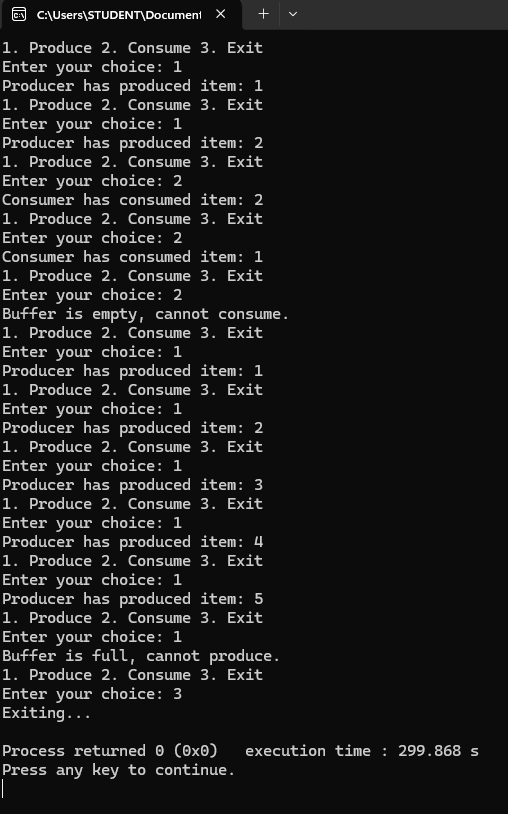 C:\Users\STUDENT\Document
1. Produce 2. Consume 3. Exit
Enter your choice: 1
Producer has produced item: 1
1. Produce 2. Consume 3. Exit
Enter your choice: 1
Producer has produced item: 2
1. Produce 2. Consume 3. Exit
Enter your choice: 2
Consumer has consumed item: 2
1. Produce 2. Consume 3. Exit
Enter your choice: 2
Consumer has consumed item: 1
1. Produce 2. Consume 3. Exit
Enter your choice: 2
Buffer is empty, cannot consume.
1. Produce 2. Consume 3. Exit
Enter your choice: 1
Producer has produced item: 1
1. Produce 2. Consume 3. Exit
Enter your choice: 1
Producer has produced item: 2
1. Produce 2. Consume 3. Exit
Enter your choice: 1
Producer has produced item: 3
1. Produce 2. Consume 3. Exit
Enter your choice: 1
Producer has produced item: 4
1. Produce 2. Consume 3. Exit
Enter your choice: 1
Producer has produced item: 5
1. Produce 2. Consume 3. Exit
Enter your choice: 1
Buffer is full, cannot produce.
1. Produce 2. Consume 3. Exit
Enter your choice: 3
Exiting...
Process returned 0 (0x0)   execution time : 299.868 s
Press any key to continue.